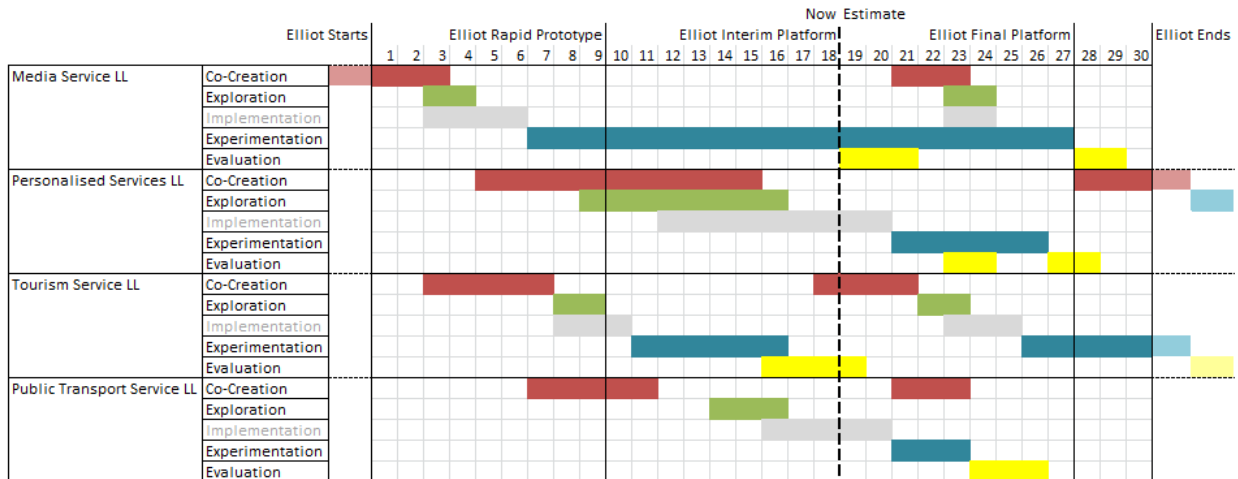 Now Estimate
Elliot Starts Elliot Rapid Prototype Elliot Interim Platform Elliot Final Platform Elliot Ends
1 2 3 4 5 6 7 8 9 10 11 12 13 14 15 16 17 18 19 20 21 22 23 24 25 26 27 28 29 30
Media Service LL Co-Creation
Exploration
Implementation
Experimentation
Evaluation
Personalised Services LL Co-Creation
Exploration
Implementation
Experimentation
Evaluation
Tourism Service LL Co-Creation
Exploration
Implementation
Experimentation
Evaluation
Public Transport Service LL Co-Creation
Exploration
Implementation
Experimentation
Evaluation